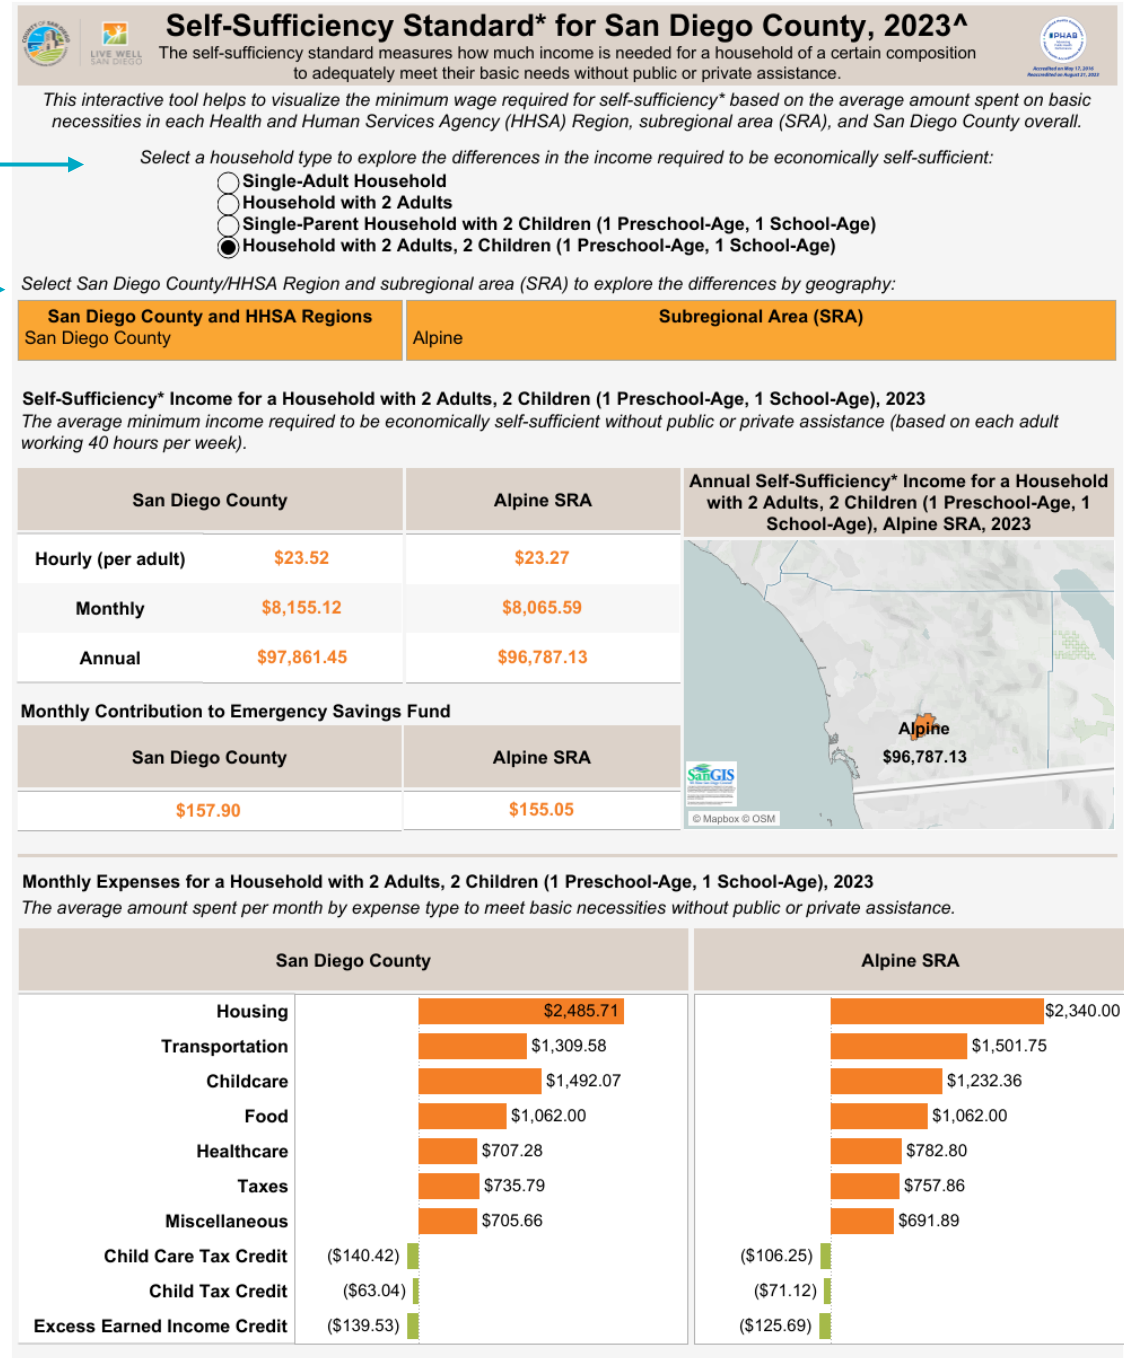 Self-Sufficiency Standard* for San Diego County, 2023^
The self-sufficiency standard measures how much income is needed for a household of a certain composition
to adequately meet their basic needs without public or private assistance.
COUNTY OF SAN DIEGO
LIVE WELL
SAN DIEGO
PHAB
Accredited on May 17, 2016
This interactive tool helps to visualize the minimum wage required for self-sufficiency* based on the average amount spent on basic
necessities in each Health and Human Services Agency (HHSA) Region, subregional area (SRA), and San Diego County overall.
Select a household type to explore the differences in the income required to be economically self-sufficient:
Single-Adult Household
Household with 2 Adults
Single-Parent Household with 2 Children (1 Preschool-Age, 1 School-Age)
Household with 2 Adults, 2 Children (1 Preschool-Age, 1 School-Age)
Select San Diego County/HHSA Region and subregional area (SRA) to explore the differences by geography:
San Diego County and HHSA Regions
San Diego County
Subregional Area (SRA)
Alpine
Self-Sufficiency* Income for a Household with 2 Adults, 2 Children (1 Preschool-Age, 1 School-Age), 2023
The average minimum income required to be economically self-sufficient without public or private assistance (based on each adult
working 40 hours per week).
San Diego County Alpine SRA
Hourly (per adult) $23.52 $23.27
Monthly $8,155.12 $8,065.59
Annual $97,861.45 $96,787.13
Monthly Contribution to Emergency Savings Fund
San Diego County Alpine SRA
$157.90 $155.05
Annual Self-Sufficiency* Income for a Household
with 2 Adults, 2 Children (1 Preschool-Age, 1
School-Age), Alpine SRA, 2023
Alpine
$96,787.13
SanGIS
© Mapbox © OSM
Monthly Expenses for a Household with 2 Adults, 2 Children (1 Preschool-Age, 1 School-Age), 2023
The average amount spent per month by expense type to meet basic necessities without public or private assistance.
San Diego County Alpine SRA
Housing $2,485.71 $2,340.00
Transportation $1,309.58 $1,501.75
Childcare $1,492.07 $1,232.36
Food $1,062.00 $1,062.00
Healthcare $707.28 $782.80
Taxes $735.79 $757.86
Miscellaneous $705.66 $691.89
Child Care Tax Credit ($140.42) ($106.25)
Child Tax Credit ($63.04) ($71.12)
Excess Earned Income Credit ($139.53) ($125.69)